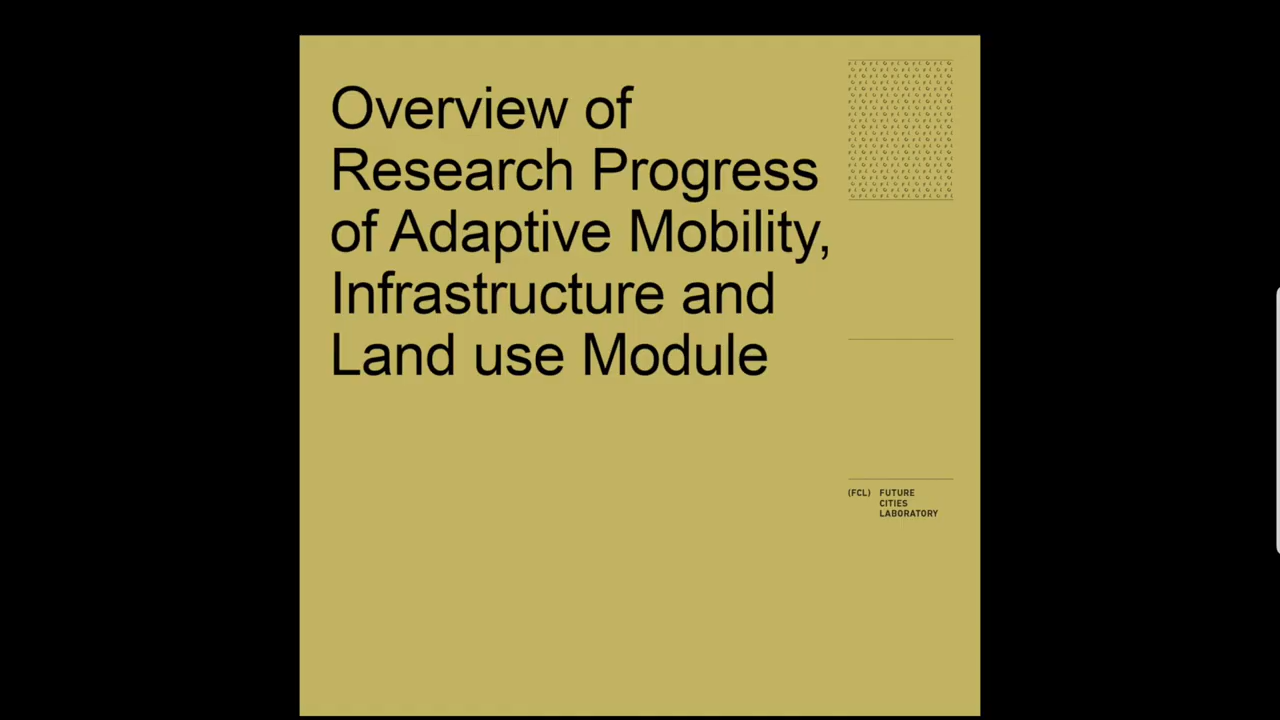 Overview of
Research Progress
of Adaptive Mobility,
Infrastructure and
Land use Module
(FCL) FUTURE
CITIES
LABORATORY